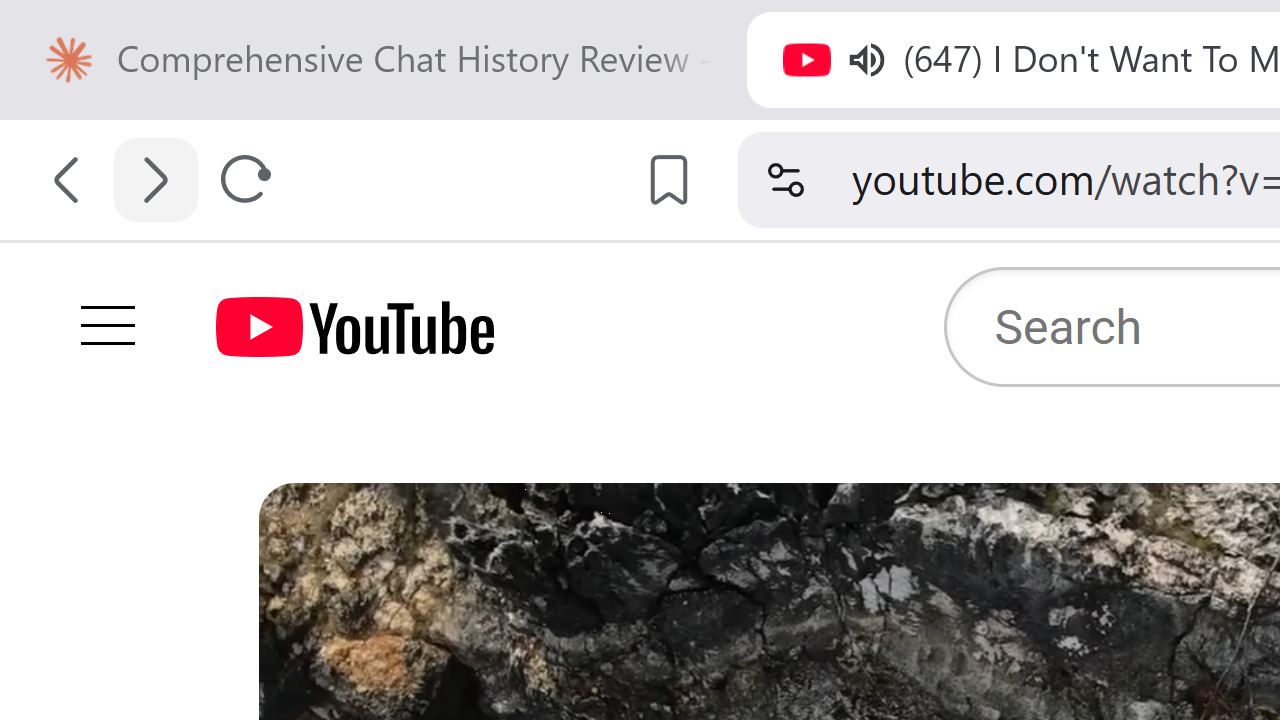 Comprehensive Chat History Review -
(647) I Don't Want To M
youtube.com/watch?v=
YouTube
Search